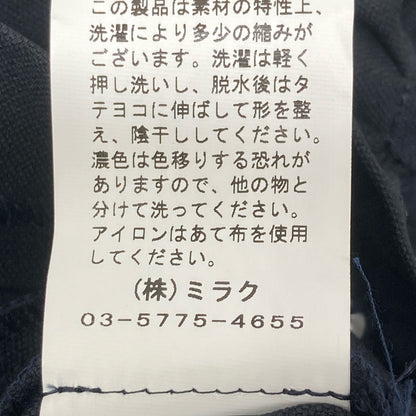 この製品は素材の特性上、
洗濯により多少の縮みが
ございます。洗濯は軽く
押し洗いし、脱水後はタ
テヨコに伸ばして形を整
え、陰干ししてください。
濃色は色移りする恐れが
ありますので、他の物と
分けて洗ってください。
アイロンはあて布を使用
してください。
(株)ミラク
03-5775-4655